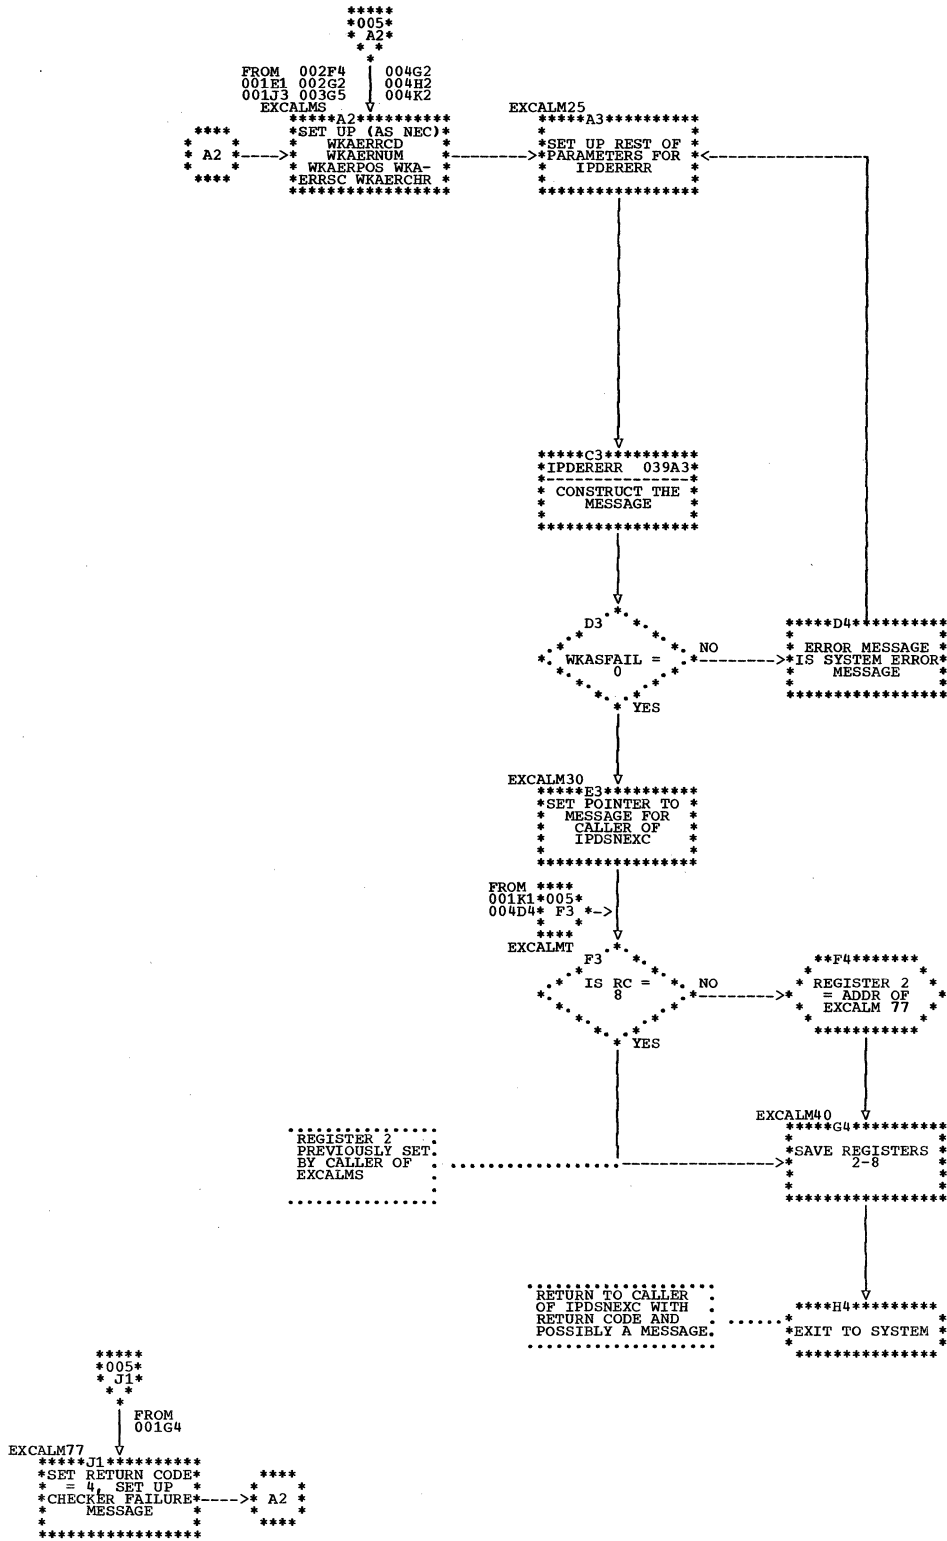 005
A2
FROM 002F4 004G2
001E1 002G2 004H2
001J3 003G5 004K2
EXCALMS
A2
SET UP (AS NEC)
WKAERRCD
WKAERNUM
WKAERPOS WKA-
ERRSC WKAERCHR
A2
EXCALM25
A3
SET UP REST OF
PARAMETERS FOR
IPDERERR
C3
IPDERERR 039A3
CONSTRUCT THE
MESSAGE
D3
WKASFAIL =
0
NO
YES
D4
ERROR MESSAGE
IS SYSTEM ERROR
MESSAGE
EXCALM30
E3
SET POINTER TO
MESSAGE FOR
CALLER OF
IPDSNEXC
FROM
001K1 005
004D4 F3
EXCALMT
F3
IS RC =
8
NO
YES
F4
REGISTER 2
= ADDR OF
EXCALM 77
EXCALM40
G4
SAVE REGISTERS
2-8
REGISTER 2
PREVIOUSLY SET
BY CALLER OF
EXCALMS
RETURN TO CALLER
OF IPDSNEXC WITH
RETURN CODE AND
POSSIBLY A MESSAGE
H4
EXIT TO SYSTEM
005
J1
FROM
001G4
EXCALM77
J1
SET RETURN CODE
= 4, SET UP
CHECKER FAILURE
MESSAGE
A2